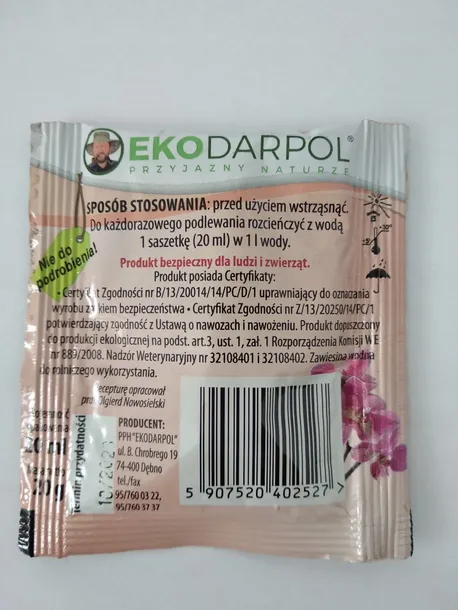 EKODARPOL®
PRZYJAZNY NATURZE
Nie do
podrobienia!
SPOSÓB STOSOWANIA: przed użyciem wstrząsnąć.
Do każdorazowego podlewania rozcieńczyć z wodą
1 saszetkę (20 ml) w 1 l wody.
Produkt bezpieczny dla ludzi i zwierząt.
Produkt posiada Certyfikaty:
• Certyfikat Zgodności nr B/13/20014/14/PC/D/1 uprawniający do oznaczania
wyrobu znakiem bezpieczeństwa • Certyfikat Zgodności nr Z/13/20250/14/PC/1
potwierdzający zgodność z Ustawą o nawozach i nawożeniu. Produkt dopuszczony
do produkcji ekologicznej na podst. art.3, ust. 1, zał. 1 Rozporządzenia Komisji WE
nr 889/2008. Nadzór Weterynaryjny nr 32108401 i 32108402. Zawiesina wodna
do rolniczego wykorzystania.
Recepturę opracował
prof. Olgierd Nowosielski
20 ml
20 g
Termin przydatności
10/2021
PRODUCENT:
PPH "EKODARPOL"
ul. B. Chrobrego 19
74-400 Dębno
tel./fax
95/760 03 22,
95/760 37 37
5 907520 402527 >